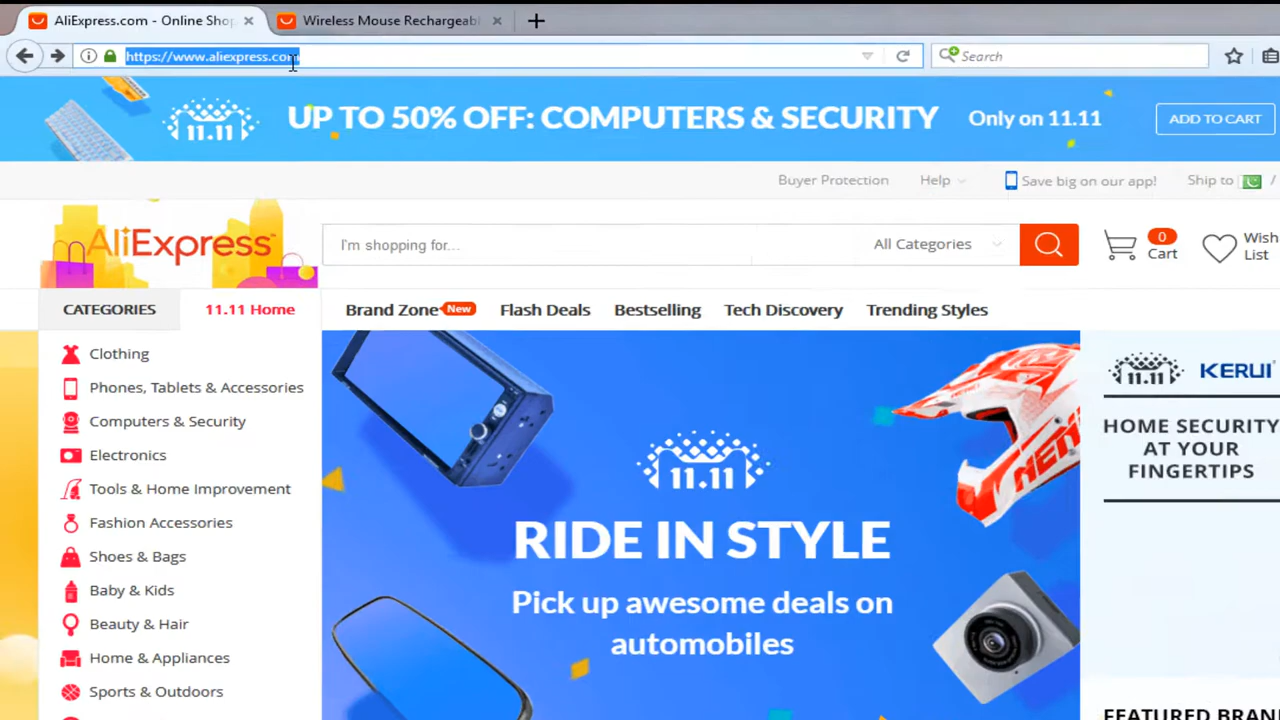 AliExpress.com - Online Shop
Wireless Mouse Rechargeabl
https://www.aliexpress.com
Search
11.11
UP TO 50% OFF: COMPUTERS & SECURITY
Only on 11.11
ADD TO CART
Buyer Protection
Help
Save big on our app!
Ship to
/
AliExpress™
I'm shopping for...
All Categories
0
Cart
Wish
List
CATEGORIES
11.11 Home
Brand Zone New
Flash Deals
Bestselling
Tech Discovery
Trending Styles
Clothing
Phones, Tablets & Accessories
Computers & Security
Electronics
Tools & Home Improvement
Fashion Accessories
Shoes & Bags
Baby & Kids
Beauty & Hair
Home & Appliances
Sports & Outdoors
11.11
RIDE IN STYLE
Pick up awesome deals on
automobiles
11.11
KERUI
HOME SECURITY
AT YOUR
FINGERTIPS
FEATURED BRAN